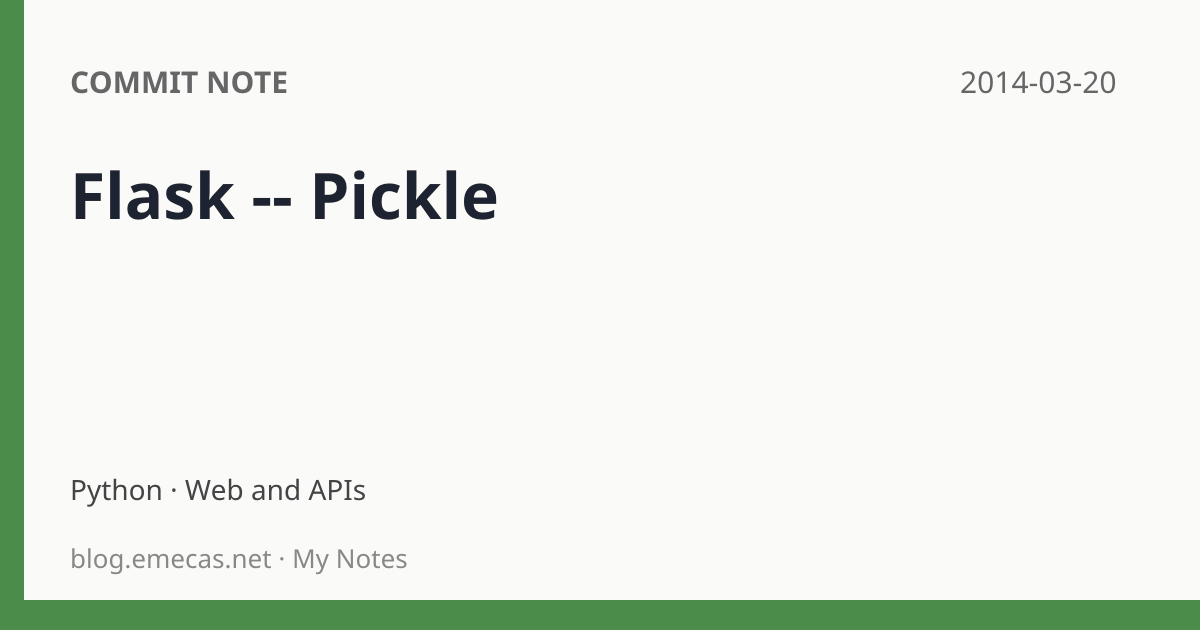 COMMIT NOTE 2014-03-20
Flask -- Pickle
Python · Web and APIs
blog.emecas.net · My Notes